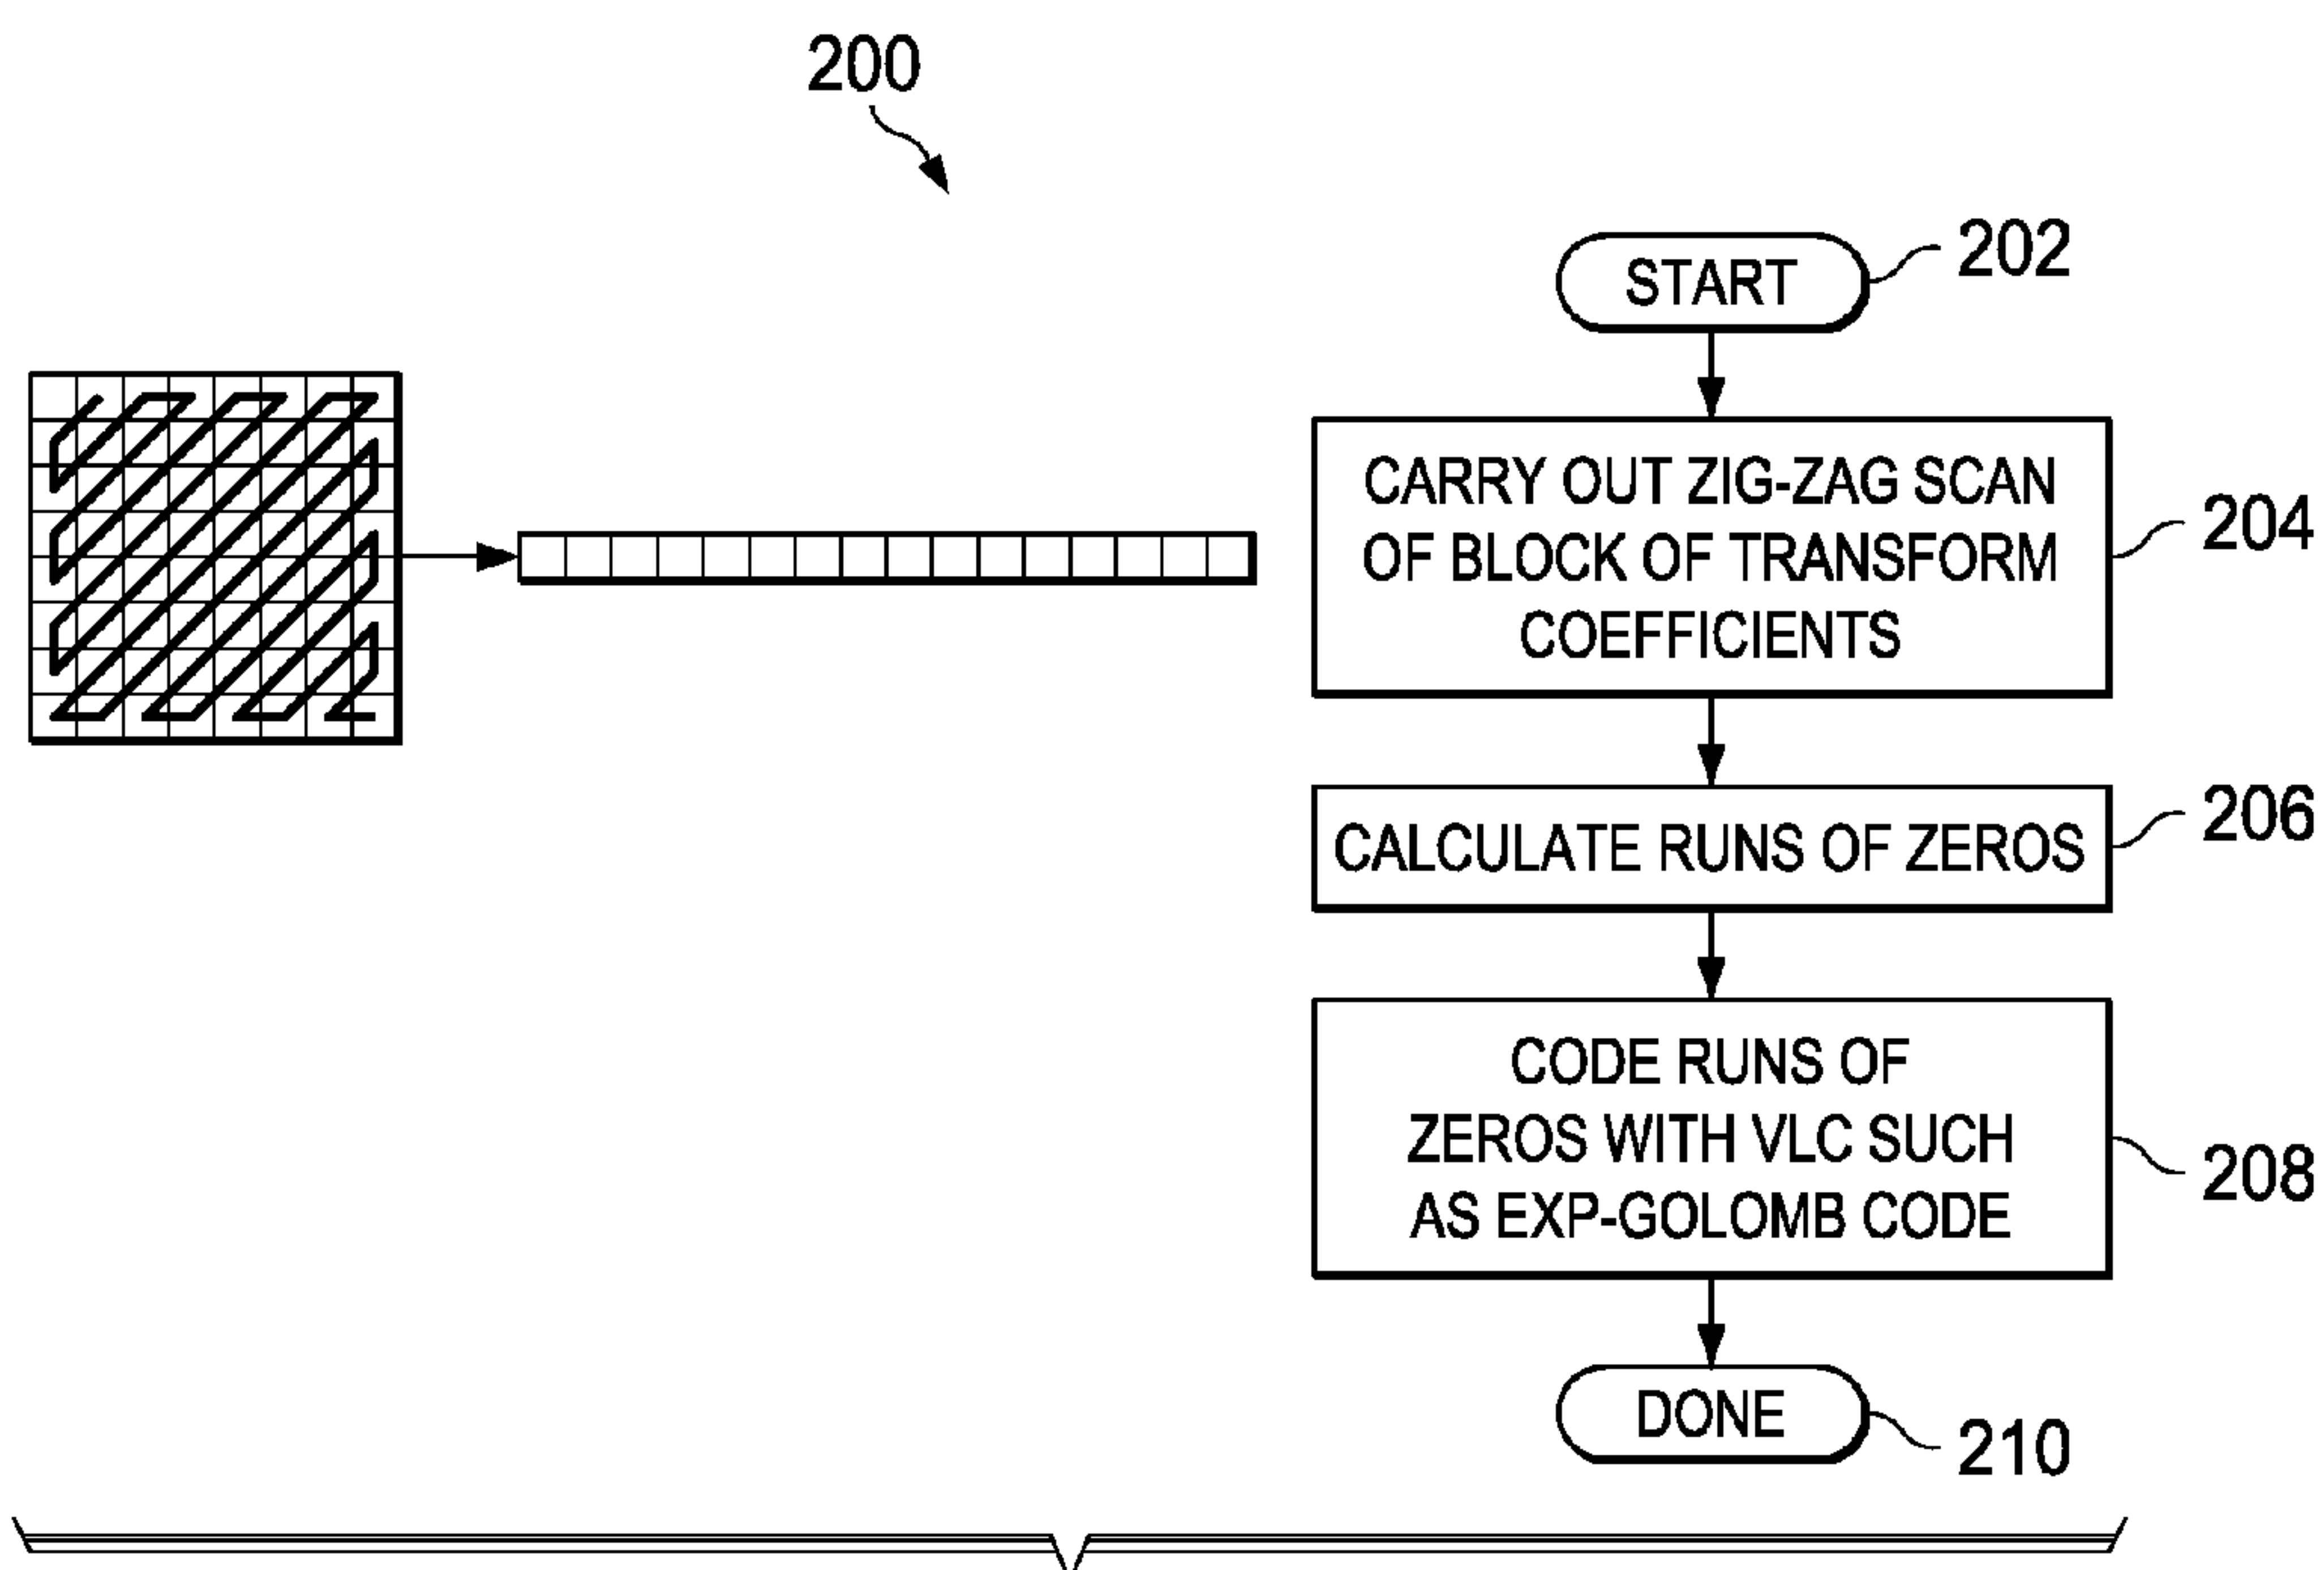 200
START
202
CARRY OUT ZIG-ZAG SCAN
OF BLOCK OF TRANSFORM
COEFFICIENTS
204
CALCULATE RUNS OF ZEROS
206
CODE RUNS OF
ZEROS WITH VLC SUCH
AS EXP-GOLOMB CODE
208
DONE
210